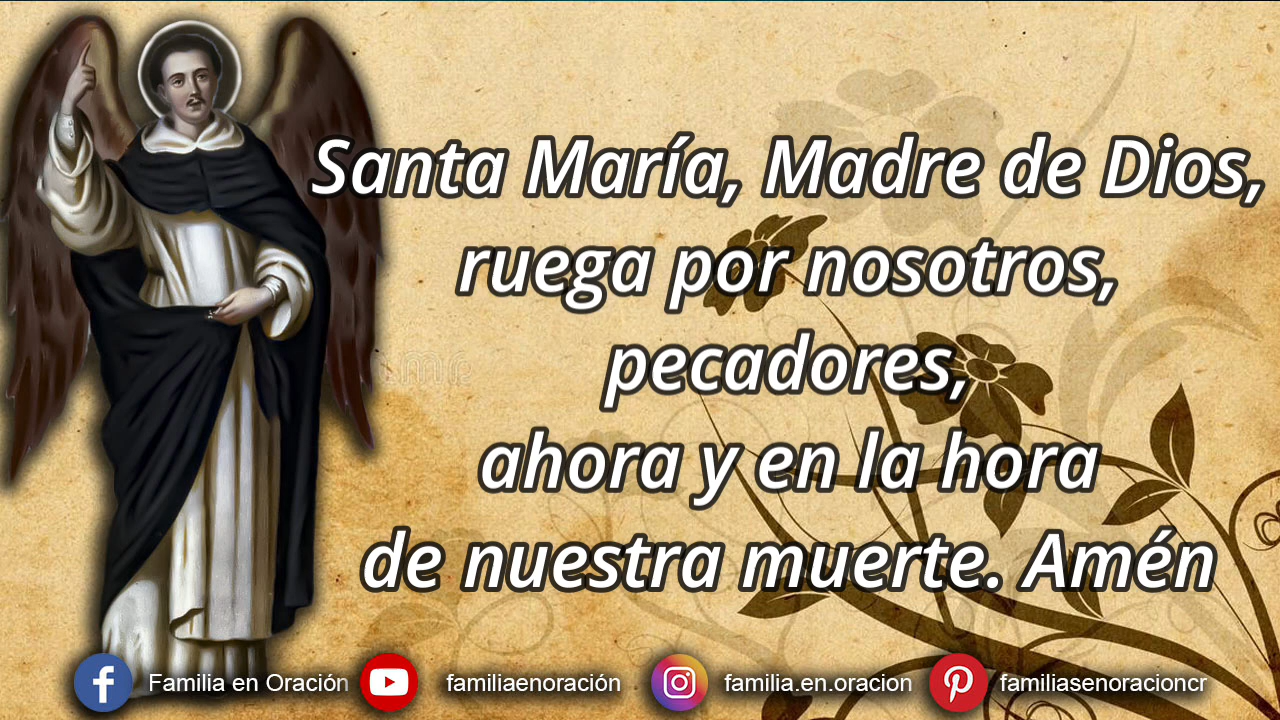 Santa María, Madre de Dios,
ruega por nosotros,
pecadores,
ahora y en la hora
de nuestra muerte. Amén
Familia en Oración familiaenoración familia.en.oracion familiasenoracioncr